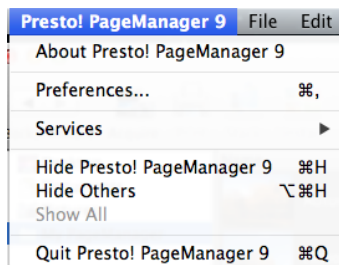 Presto! PageManager 9 File Edit
About Presto! PageManager 9
Preferences... ⌘,
Services ▶
Hide Presto! PageManager 9 ⌘H
Hide Others ⌥⌘H
Show All
Quit Presto! PageManager 9 ⌘Q